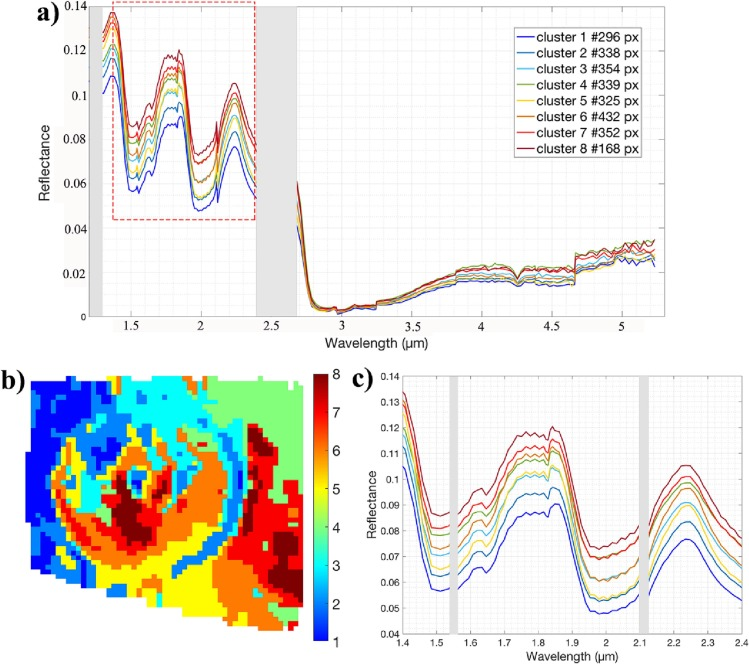 a)
0.14
0.12
0.1
0.08
0.06
0.04
0.02
0
Reflectance
cluster 1 #296 px
cluster 2 #338 px
cluster 3 #354 px
cluster 4 #339 px
cluster 5 #325 px
cluster 6 #432 px
cluster 7 #352 px
cluster 8 #168 px
1.5 2 2.5 3 3.5 4 4.5 5
Wavelength (μm)
b)
8
7
6
5
4
3
2
1
c)
0.14
0.13
0.12
0.11
0.1
0.09
0.08
0.07
0.06
0.05
0.04
Reflectance
1.4 1.5 1.6 1.7 1.8 1.9 2 2.1 2.2 2.3 2.4
Wavelength (μm)